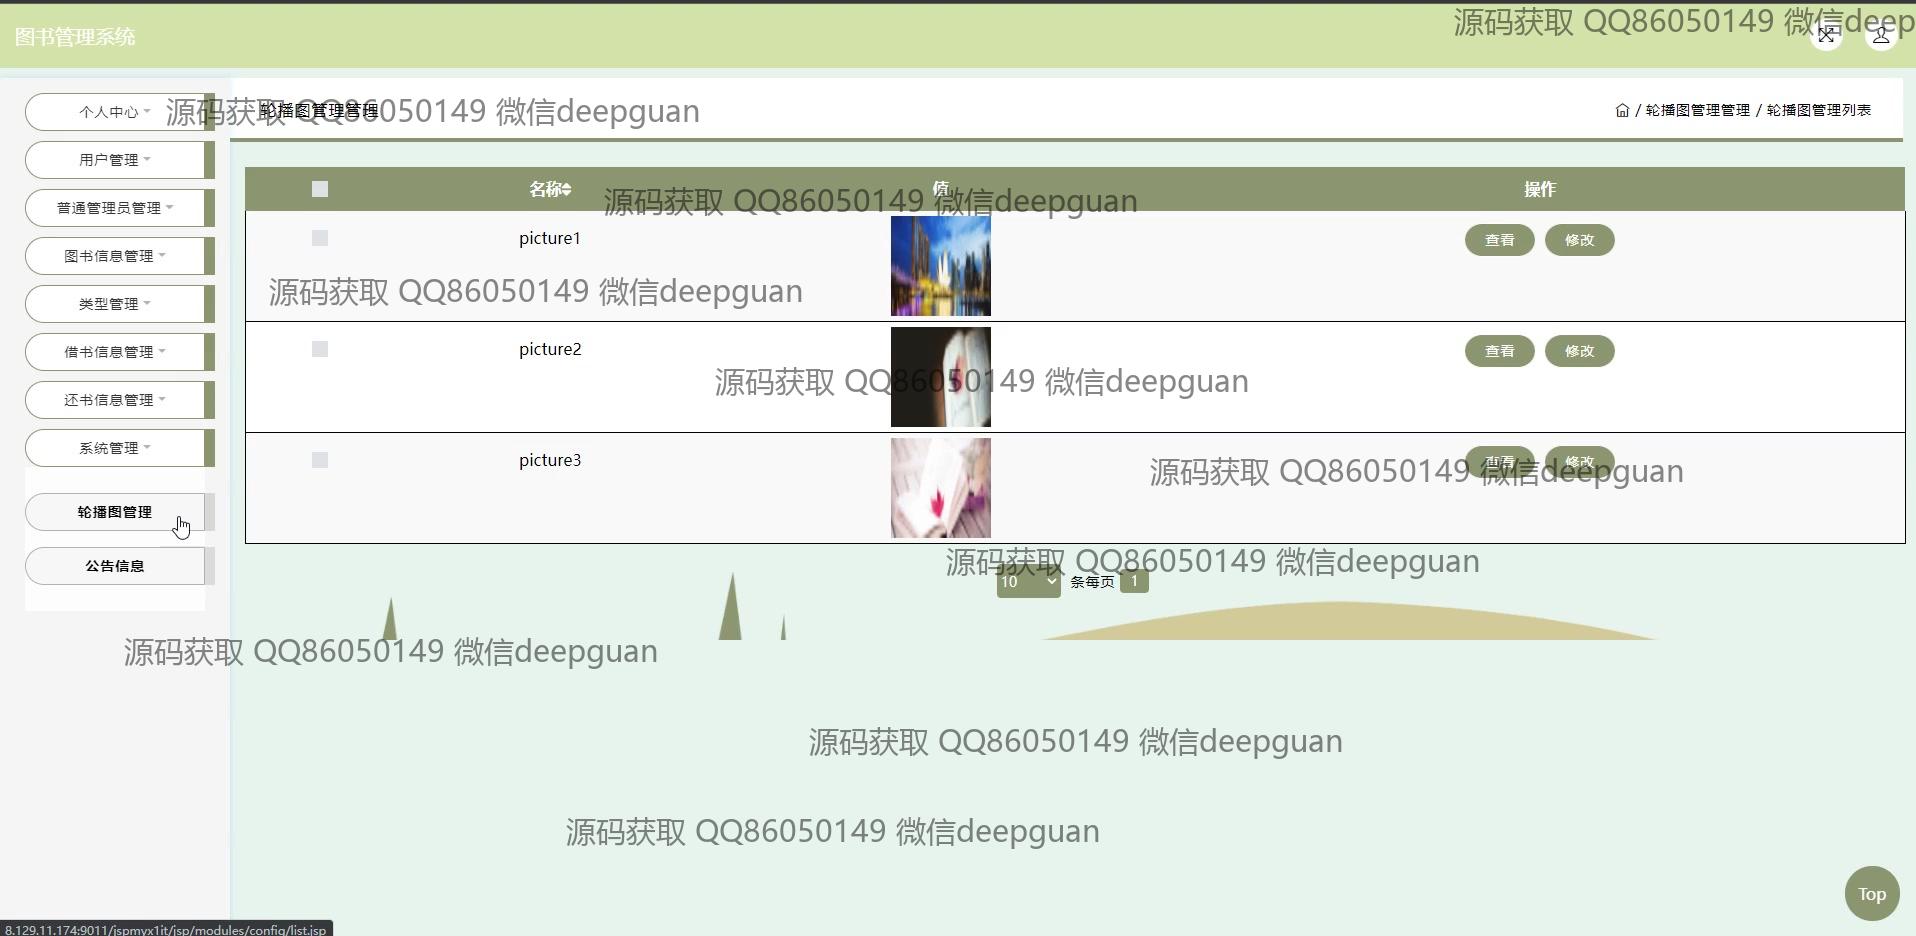 图书管理系统
源码获取 QQ86050149 微信deep
个人中心
源码获取 QQ86050149 微信deepguan
轮播图管理管理
/ 轮播图管理管理 / 轮播图管理列表
用户管理
名称
值
操作
源码获取 QQ86050149 微信deepguan
普通管理员管理
picture1
查看
修改
图书信息管理
源码获取 QQ86050149 微信deepguan
类型管理
picture2
查看
修改
借书信息管理
源码获取 QQ86050149 微信deepguan
还书信息管理
系统管理
picture3
查看
修改
源码获取 QQ86050149 微信deepguan
轮播图管理
公告信息
源码获取 QQ86050149 微信deepguan
10
条每页
1
源码获取 QQ86050149 微信deepguan
源码获取 QQ86050149 微信deepguan
源码获取 QQ86050149 微信deepguan
Top
8.129.11.174:9011/jspmyx1it/jsp/modules/config/list.jsp